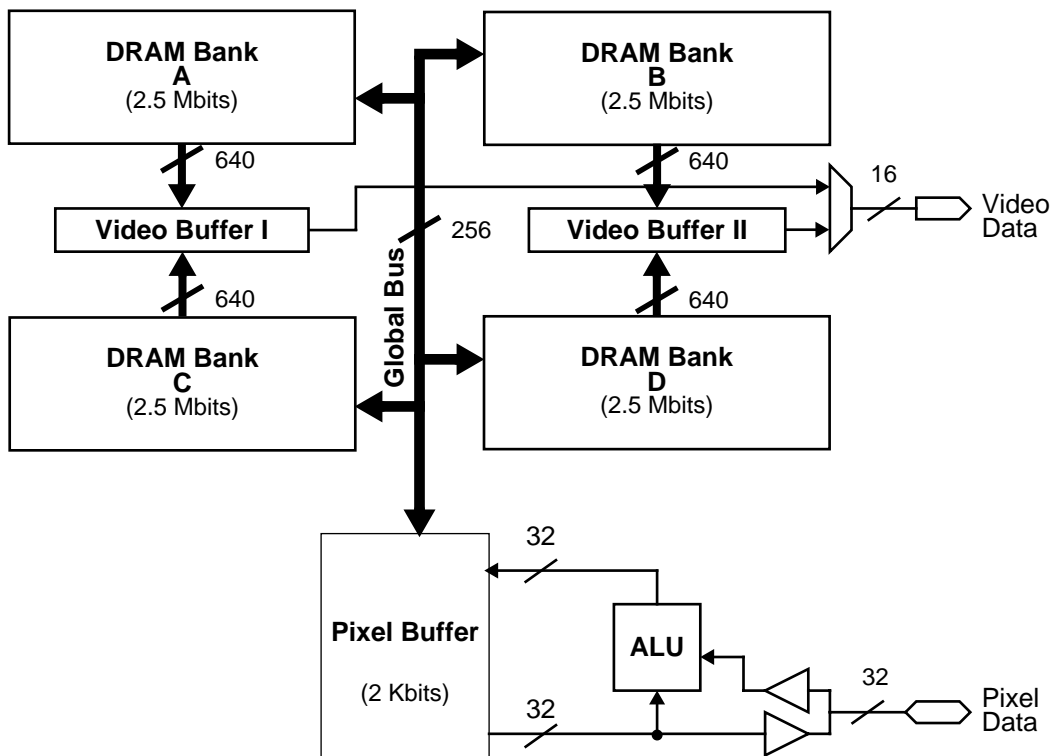 DRAM Bank
A
(2.5 Mbits)
DRAM Bank
B
(2.5 Mbits)
640
640
16
Video
Data
Video Buffer I
256
Video Buffer II
Global Bus
640
640
DRAM Bank
C
(2.5 Mbits)
DRAM Bank
D
(2.5 Mbits)
32
Pixel Buffer
(2 Kbits)
ALU
32
32
Pixel
Data